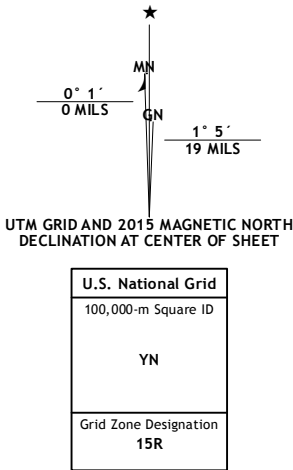 ★
MN
0° 1´
0 MILS
GN
1° 5´
19 MILS
UTM GRID AND 2015 MAGNETIC NORTH
DECLINATION AT CENTER OF SHEET
U.S. National Grid
100,000-m Square ID
YN
Grid Zone Designation
15R